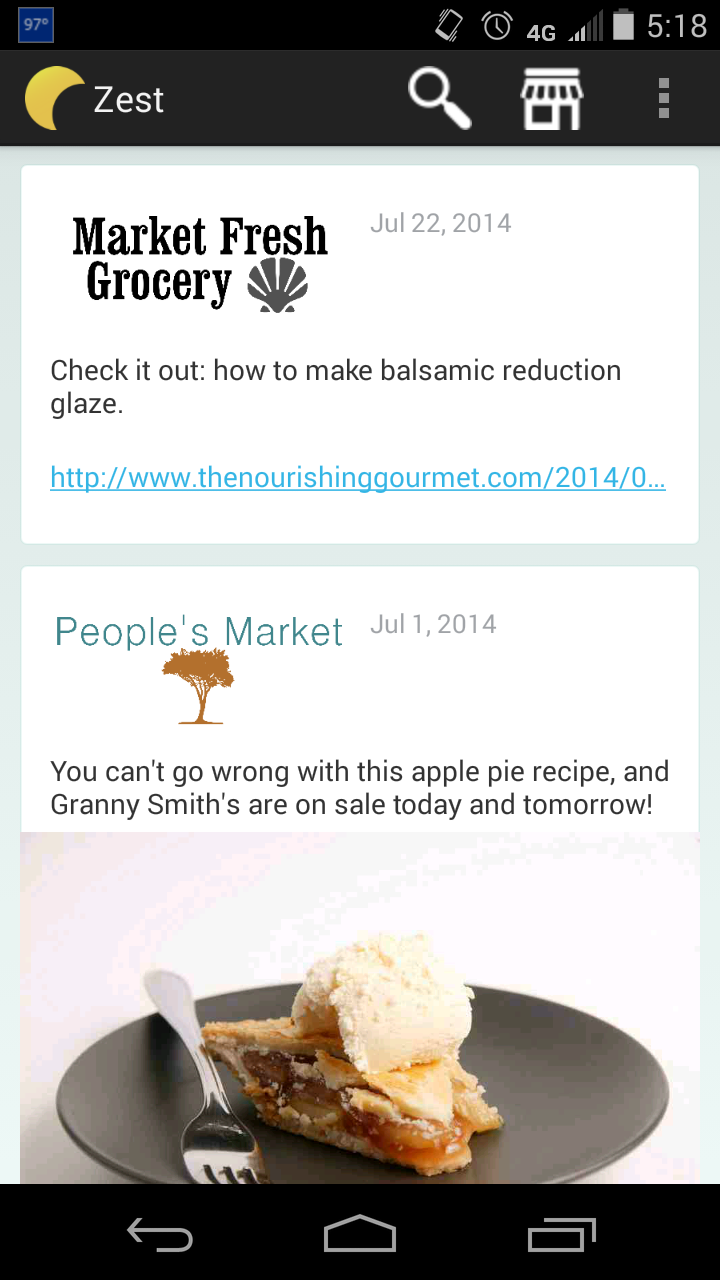 97°
4G
5:18
Zest
Market Fresh
Grocery
Jul 22, 2014
Check it out: how to make balsamic reduction
glaze.
http://www.thenourishinggourmet.com/2014/0...
People's Market
Jul 1, 2014
You can't go wrong with this apple pie recipe, and
Granny Smith's are on sale today and tomorrow!